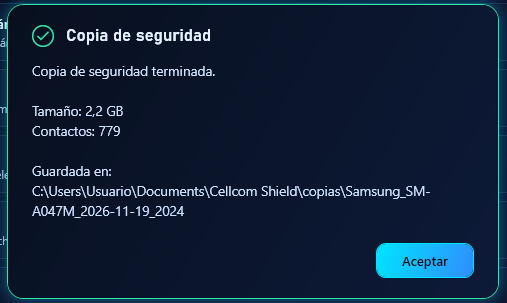 Copia de seguridad
Copia de seguridad terminada.
Tamaño: 2,2 GB
Contactos: 779
Guardada en:
C:\Users\Usuario\Documents\Cellcom Shield\copias\Samsung_SM-
A047M_2026-11-19_2024
Aceptar